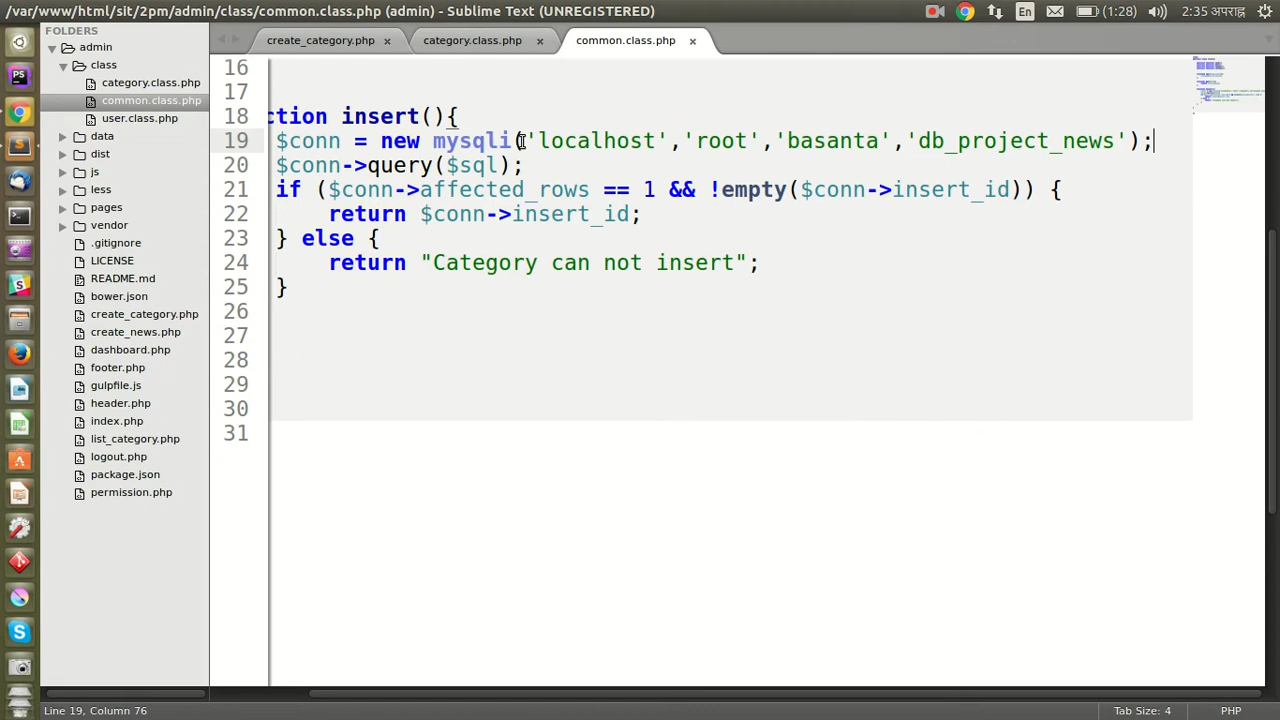 /var/www/html/sit/2pm/admin/class/common.class.php (admin) - Sublime Text (UNREGISTERED)
En
(1:28)
2:35 अपराह्न
FOLDERS
admin
class
category.class.php
common.class.php
user.class.php
data
dist
js
less
pages
vendor
.gitignore
LICENSE
README.md
bower.json
create_category.php
create_news.php
dashboard.php
footer.php
gulpfile.js
header.php
index.php
list_category.php
logout.php
package.json
permission.php
create_category.php ×
category.class.php ×
common.class.php ×
16
17
18 ction insert(){
19 $conn = new mysqli('localhost','root','basanta','db_project_news');
20 $conn->query($sql);
21 if ($conn->affected_rows == 1 && !empty($conn->insert_id)) {
22 return $conn->insert_id;
23 } else {
24 return "Category can not insert";
25 }
26
27
28
29
30
31
Line 19, Column 76
Tab Size: 4
PHP